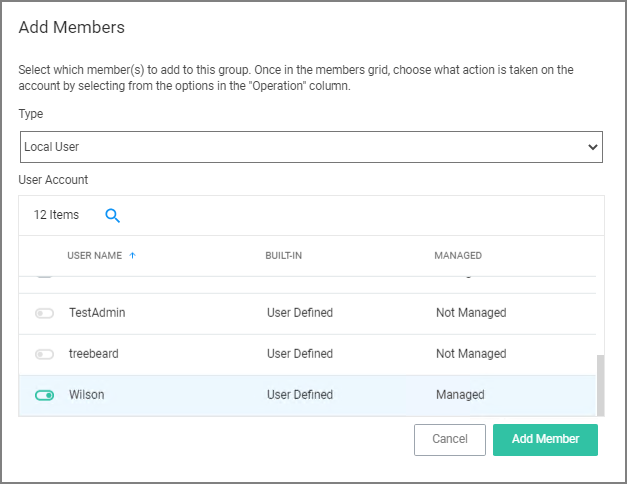 Add Members
Select which member(s) to add to this group. Once in the members grid, choose what action is taken on the
account by selecting from the options in the "Operation" column.
Type
Local User
User Account
12 Items
USER NAME BUILT-IN MANAGED
TestAdmin User Defined Not Managed
treebeard User Defined Not Managed
Wilson User Defined Managed
Cancel Add Member